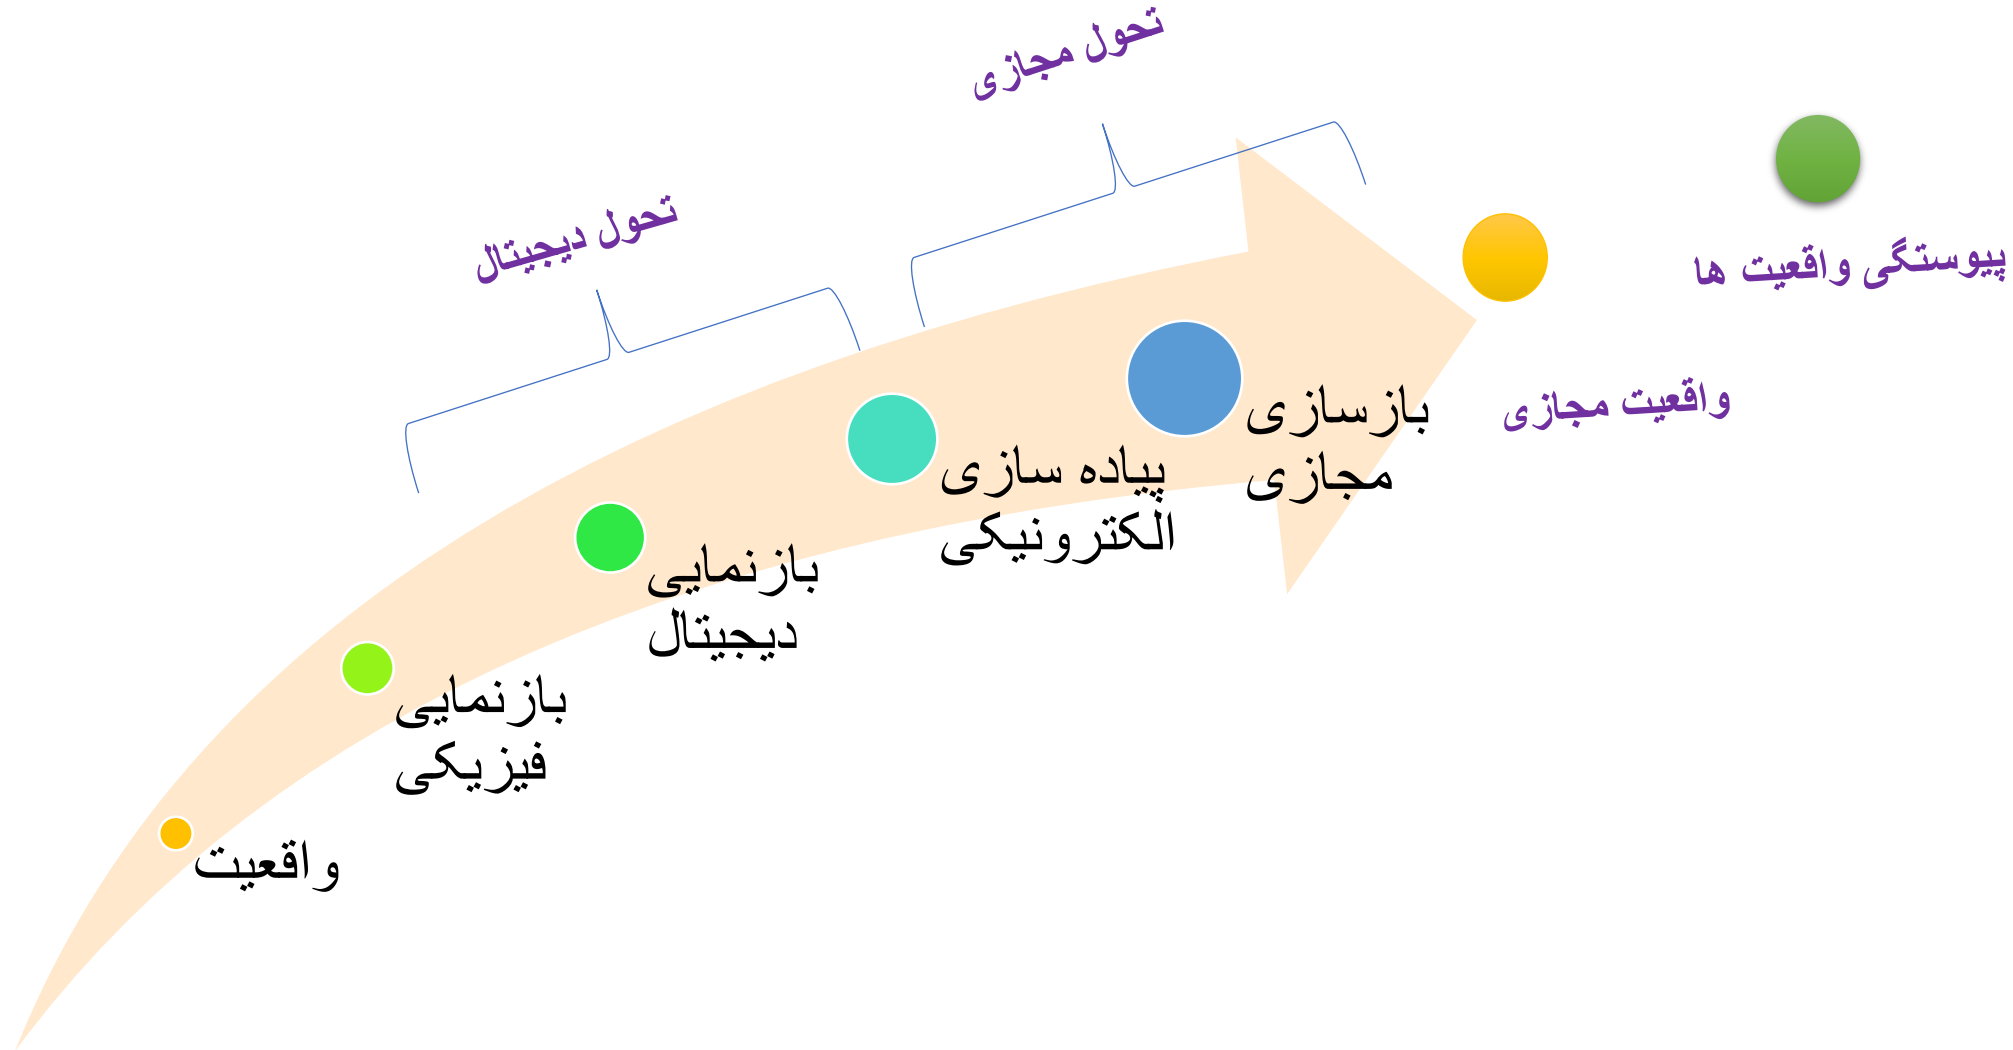 تحول مجازی
تحول دیجیتال
پیوستگی واقعیت ها
واقعیت مجازی
بازسازی
مجازی
پیاده سازی
الکترونیکی
بازنمایی
دیجیتال
بازنمایی
فیزیکی
واقعیت